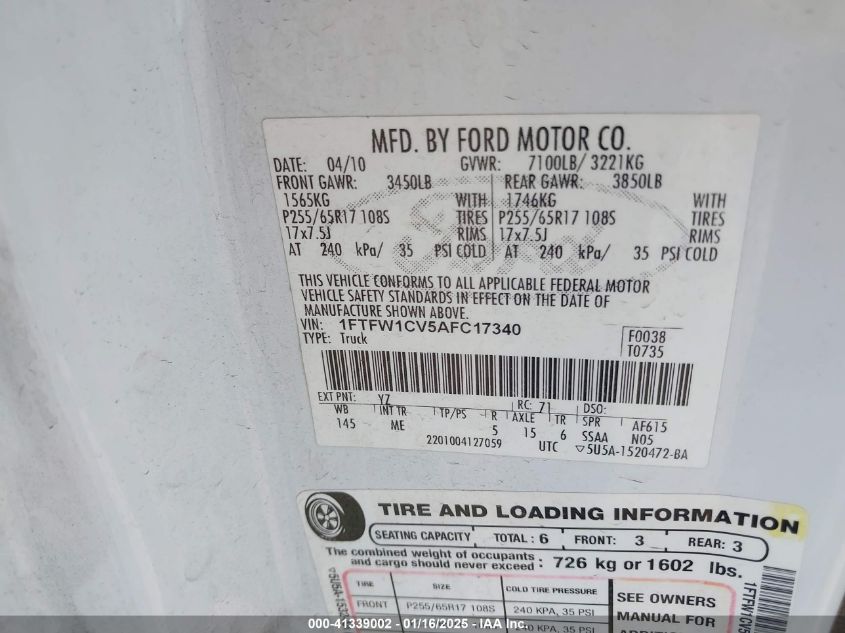 MFD. BY FORD MOTOR CO.
DATE: 04/10 GVWR: 7100LB/ 3221KG
FRONT GAWR: 3450LB REAR GAWR: 3850LB
1565KG WITH 1746KG WITH
P255/65R17 108S TIRES P255/65R17 108S TIRES
17x7.5J RIMS 17x7.5J RIMS
AT 240 kPa/ 35 PSI COLD AT 240 kPa/ 35 PSI COLD
THIS VEHICLE CONFORMS TO ALL APPLICABLE FEDERAL MOTOR
VEHICLE SAFETY STANDARDS IN EFFECT ON THE DATE OF
MANUFACTURE SHOWN ABOVE.
VIN: 1FTFW1CV5AFC17340
TYPE: Truck
F0038
T0735
EXT PNT: YZ RC: 71 DSO:
WB INT TR TP/PS R AXLE TR SPR AF615
145 ME 5 15 6 SSAA N05
2201004127059 UTC ▽5U5A-1520472-BA
TIRE AND LOADING INFORMATION
SEATING CAPACITY TOTAL: 6 FRONT: 3 REAR: 3
The combined weight of occupants
and cargo should never exceed: 726 kg or 1602 lbs.
TIRE SIZE COLD TIRE PRESSURE
FRONT P255/65R17 108S 240 KPA, 35 PSI
240 KPA, 35 PSI
SEE OWNERS
MANUAL FOR
1FTFW1CV5
000-41339002 - 01/16/2025 - IAAI.COM